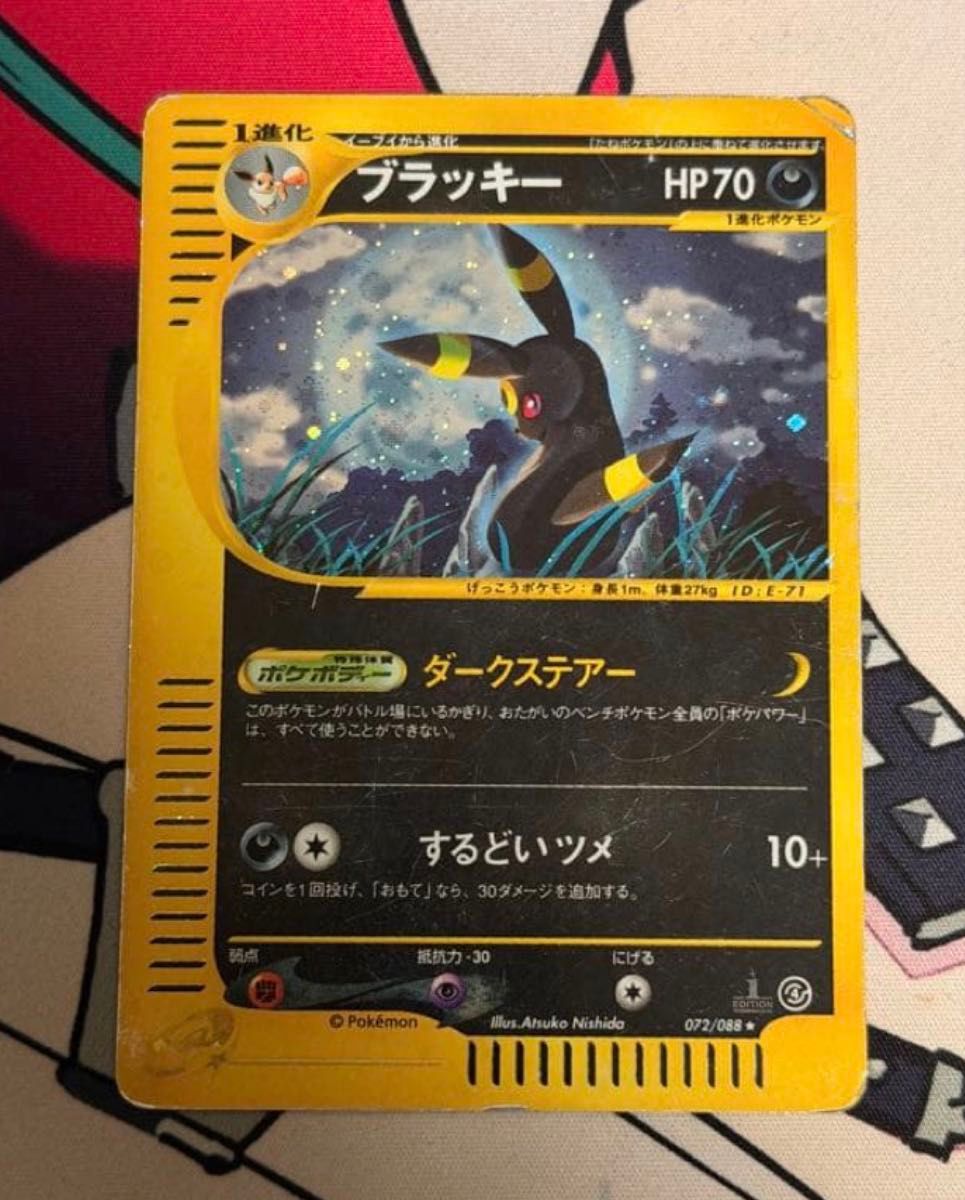 1進化
イーブイから進化
「たねポケモン」の上に重ねて進化させます
ブラッキー HP70
1進化ポケモン
げっこうポケモン：身長1m、体重27kg ID:E-71
特殊体質
ポケボディー ダークステアー
このポケモンがバトル場にいるかぎり、おたがいのベンチポケモン全員の「ポケパワー」
は、すべて使うことができない。
するどいツメ 10+
コインを1回投げ、「おもて」なら、30ダメージを追加する。
弱点 抵抗力 -30 にげる
1 EDITION
© Pokémon Illus.Atsuko Nishida 072/088★